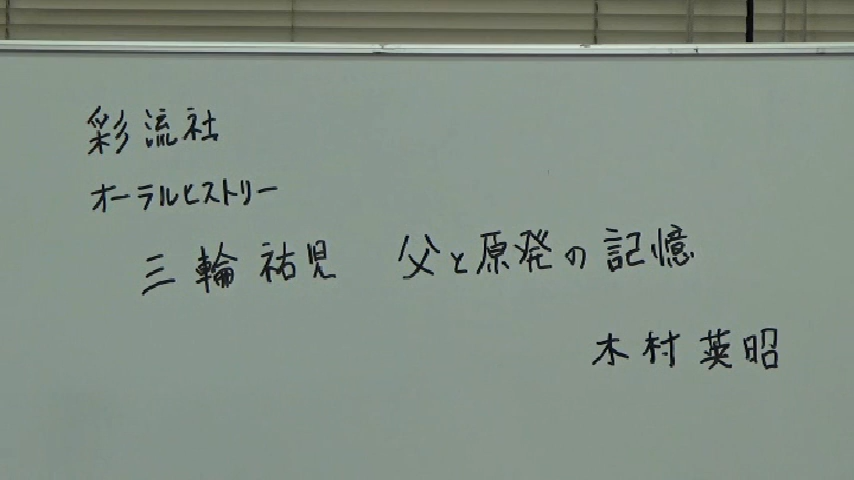 彩流社
オーラルヒストリー
三輪祐児 父と原発の記憶
木村英昭